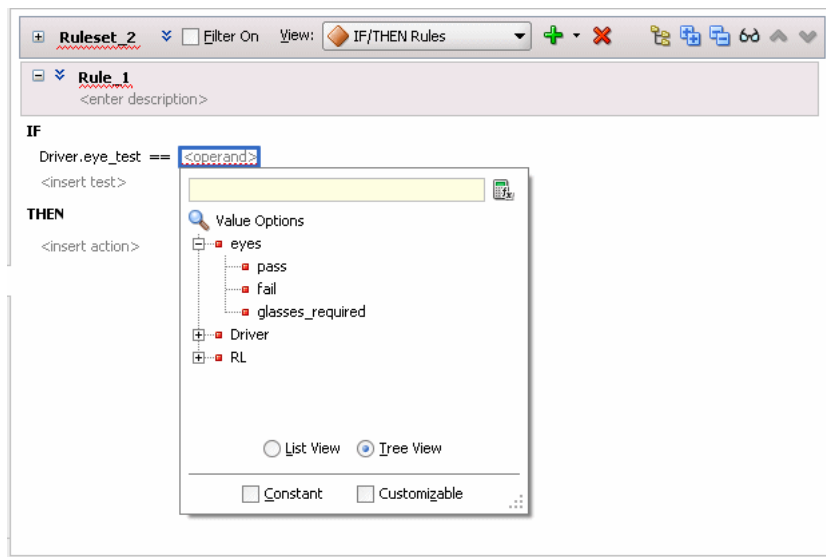 Ruleset_2 Filter On View: IF/THEN Rules
Rule_1
<enter description>
IF
Driver.eye_test == <operand>
<insert test>
THEN
<insert action>
Value Options
eyes
pass
fail
glasses_required
Driver
RL
List View Tree View
Constant Customizable